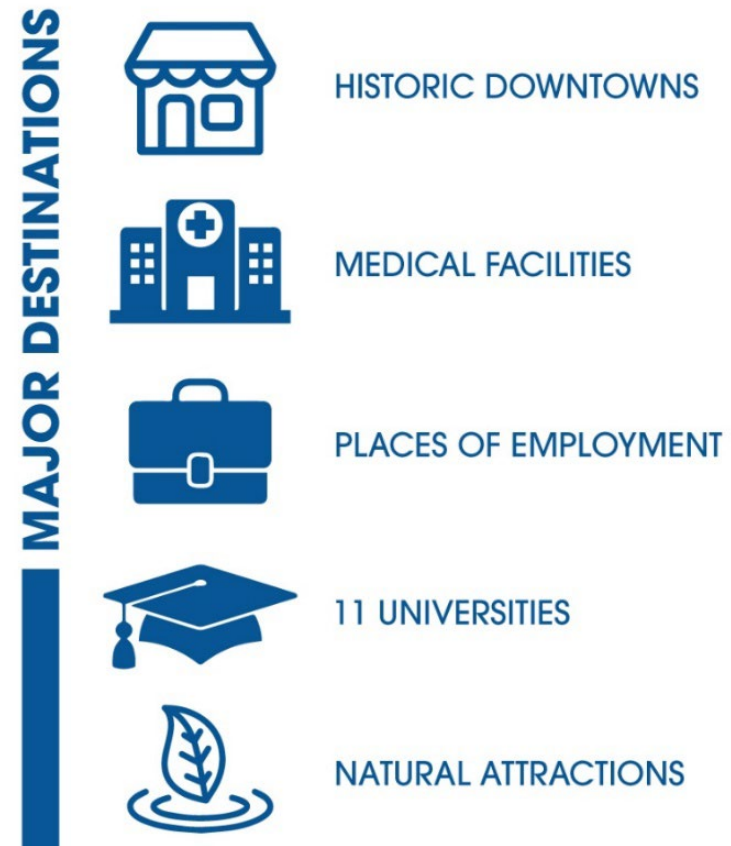 MAJOR DESTINATIONS
HISTORIC DOWNTOWNS
MEDICAL FACILITIES
PLACES OF EMPLOYMENT
11 UNIVERSITIES
NATURAL ATTRACTIONS